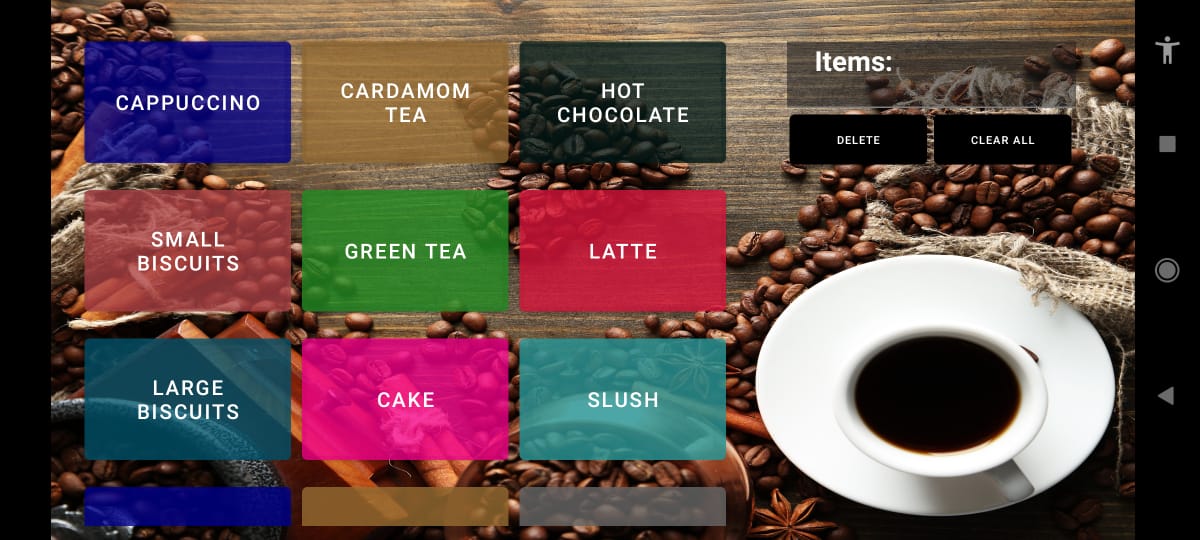 CAPPUCCINO
CARDAMOM
TEA
HOT
CHOCOLATE
Items:
DELETE
CLEAR ALL
SMALL
BISCUITS
GREEN TEA
LATTE
LARGE
BISCUITS
CAKE
SLUSH